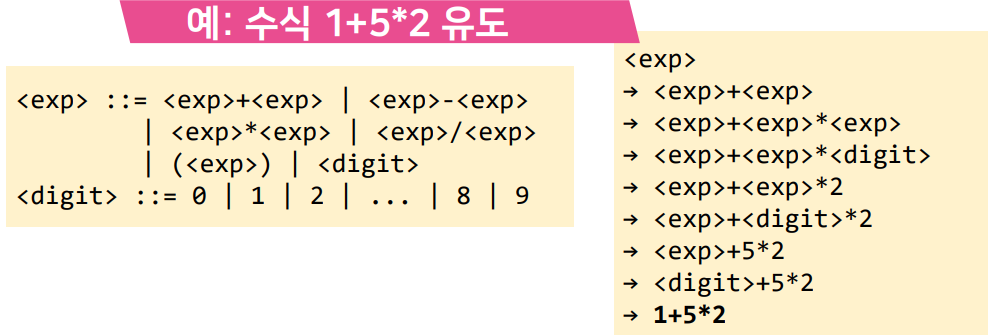 예: 수식 1+5*2 유도
<exp> ::= <exp>+<exp> | <exp>-<exp>
| <exp>*<exp> | <exp>/<exp>
| (<exp>) | <digit>
<digit> ::= 0 | 1 | 2 | ... | 8 | 9
<exp>
→ <exp>+<exp>
→ <exp>+<exp>*<exp>
→ <exp>+<exp>*<digit>
→ <exp>+<exp>*2
→ <exp>+<digit>*2
→ <exp>+5*2
→ <digit>+5*2
→ 1+5*2